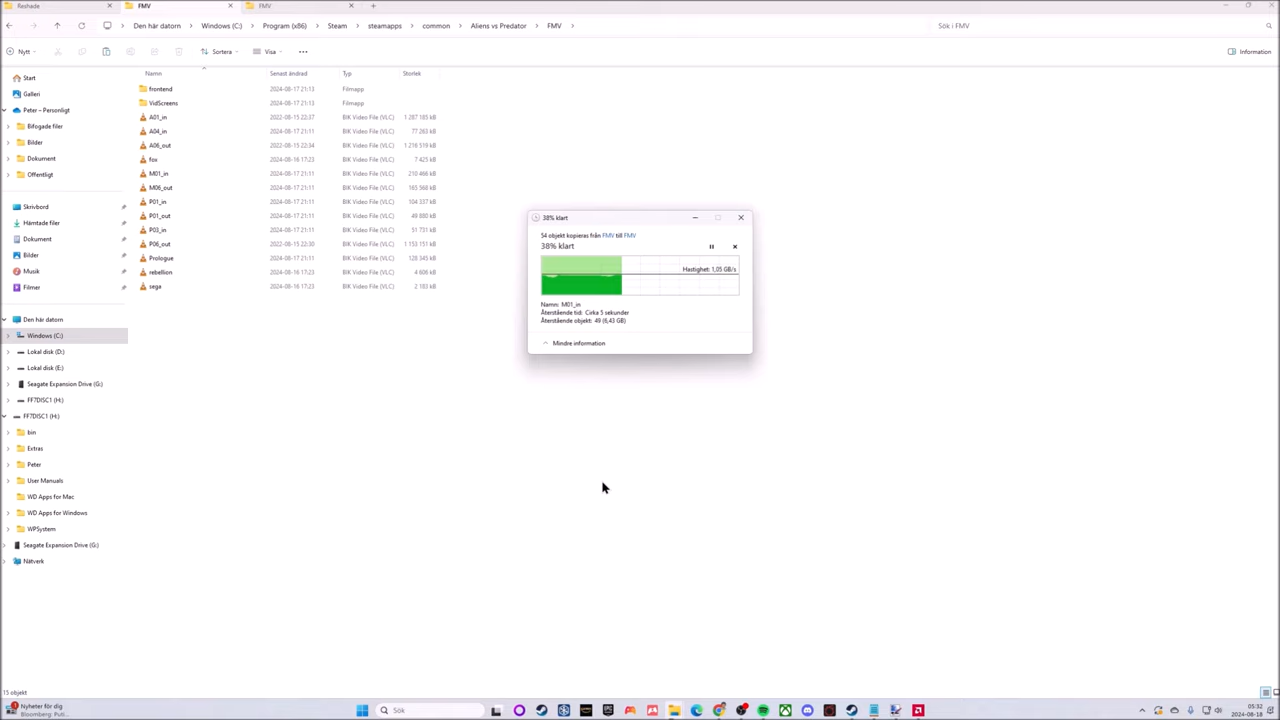 Reshade
FMV
FMV
Den här datorn
Windows (C:)
Program (x86)
Steam
steamapps
common
Aliens vs Predator
FMV
Sök i FMV
Nytt
Sortera
Visa
Information
Namn
Senast ändrad
Typ
Storlek
frontend 2024-08-17 21:13 Filmapp
VidScreens 2024-08-17 21:13 Filmapp
A01_in 2022-08-15 22:37 BIK Video File (VLC) 1 287 185 kB
A04_in 2024-08-17 21:11 BIK Video File (VLC) 77 263 kB
A06_out 2022-08-15 22:34 BIK Video File (VLC) 1 216 519 kB
fox 2024-08-16 17:23 BIK Video File (VLC) 7 425 kB
M01_in 2024-08-17 21:11 BIK Video File (VLC) 210 466 kB
M06_out 2024-08-17 21:11 BIK Video File (VLC) 165 568 kB
P01_in 2024-08-17 21:11 BIK Video File (VLC) 104 337 kB
P01_out 2024-08-17 21:11 BIK Video File (VLC) 49 880 kB
P03_in 2024-08-17 21:11 BIK Video File (VLC) 51 731 kB
P06_out 2022-08-15 22:30 BIK Video File (VLC) 1 153 151 kB
Prologue 2024-08-17 21:11 BIK Video File (VLC) 128 345 kB
rebellion 2024-08-16 17:23 BIK Video File (VLC) 4 606 kB
sega 2024-08-16 17:23 BIK Video File (VLC) 2 183 kB
Start
Galleri
Peter – Personligt
Bifogade filer
Bilder
Dokument
Offentligt
Skrivbord
Hämtade filer
Dokument
Bilder
Musik
Filmer
Den här datorn
Windows (C:)
Lokal disk (D:)
Lokal disk (E:)
Seagate Expansion Drive (G:)
FF7DISC1 (H:)
FF7DISC1 (H:)
bin
Extras
Peter
User Manuals
WD Apps for Mac
WD Apps for Windows
WPSystem
Seagate Expansion Drive (G:)
Nätverk
38% klart
54 objekt kopieras från FMV till FMV
38% klart
Hastighet: 1,05 GB/s
Namn: M01_in
Återstående tid: Cirka 5 sekunder
Återstående objekt: 49 (6,43 GB)
Mindre information
15 objekt
Nyheter för dig
Bloomberg: Puti...
Sök
05:32
2024-08-18